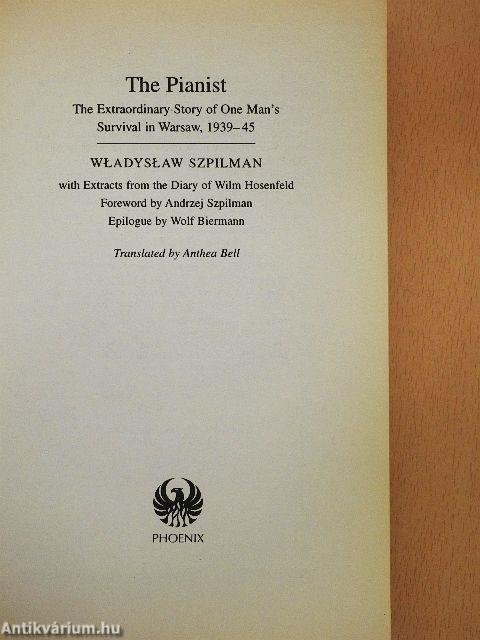 The Pianist
The Extraordinary Story of One Man's
Survival in Warsaw, 1939–45
WŁADYSŁAW SZPILMAN
with Extracts from the Diary of Wilm Hosenfeld
Foreword by Andrzej Szpilman
Epilogue by Wolf Biermann
Translated by Anthea Bell
PHOENIX
Antikvárium.hu